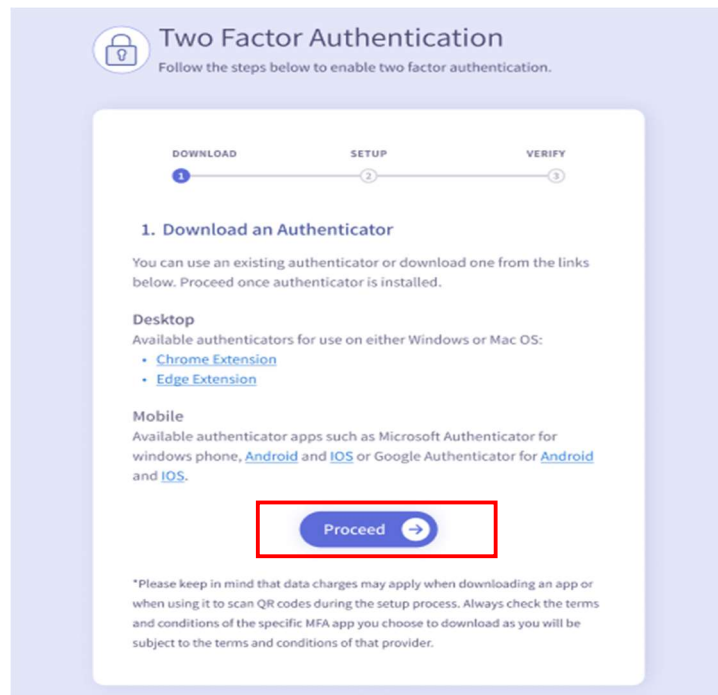 Two Factor Authentication
Follow the steps below to enable two factor authentication.
DOWNLOAD SETUP VERIFY
1 2 3
1. Download an Authenticator
You can use an existing authenticator or download one from the links
below. Proceed once authenticator is installed.
Desktop
Available authenticators for use on either Windows or Mac OS:
• Chrome Extension
• Edge Extension
Mobile
Available authenticator apps such as Microsoft Authenticator for
windows phone, Android and IOS or Google Authenticator for Android
and IOS.
Proceed
*Please keep in mind that data charges may apply when downloading an app or
when using it to scan QR codes during the setup process. Always check the terms
and conditions of the specific MFA app you choose to download as you will be
subject to the terms and conditions of that provider.